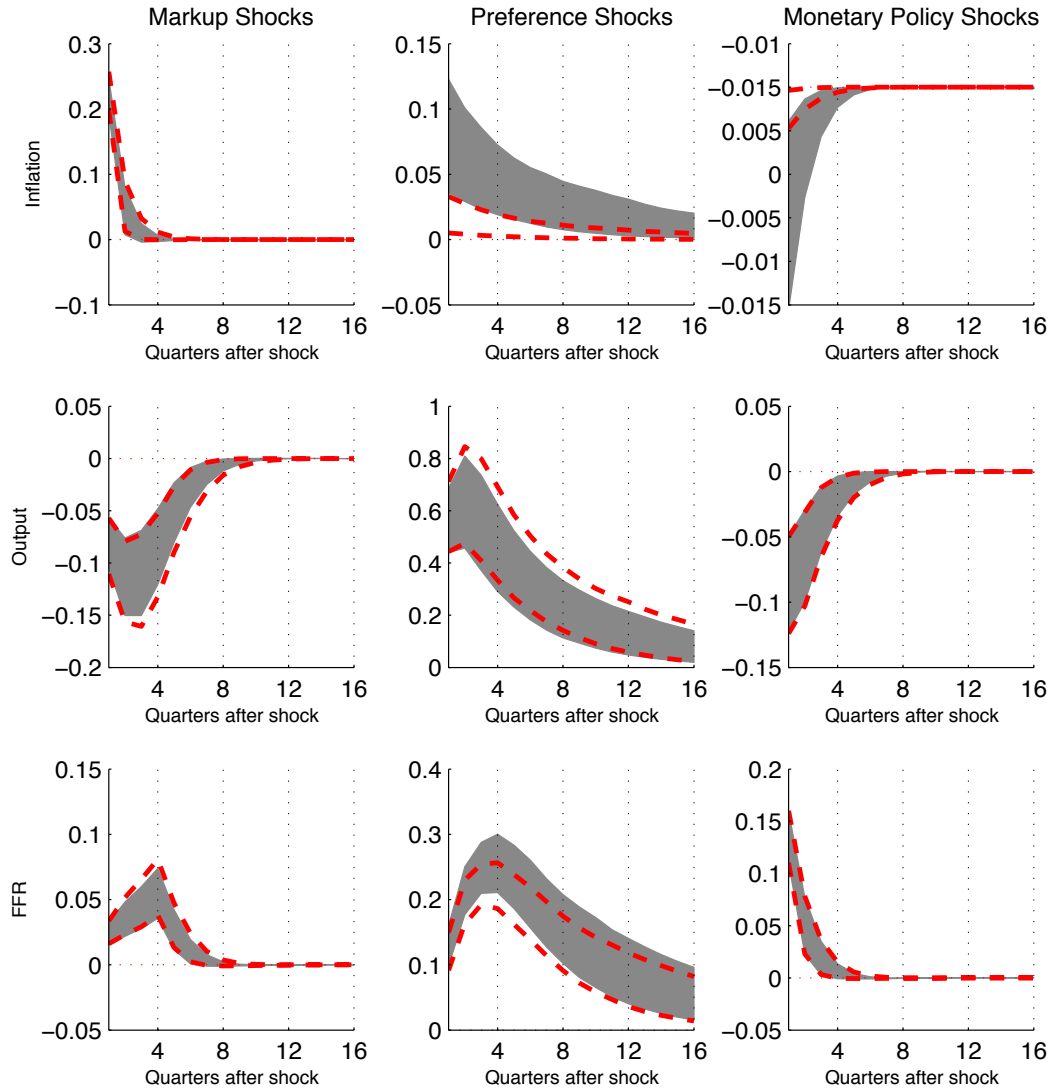 Markup Shocks Preference Shocks Monetary Policy Shocks
0.3 0.15 −0.01
0.2 0.1 −0.015
0.1 0.05 0.005
0 0 0
−0.005
−0.01
−0.1 −0.05 −0.015
Inflation
4 8 12 16 4 8 12 16 4 8 12 16
Quarters after shock Quarters after shock Quarters after shock
0.05 1 0.05
0 0.8 0
−0.05 0.6 −0.05
−0.1 0.4 −0.1
−0.15 0.2
−0.2 0 −0.15
Output
4 8 12 16 4 8 12 16 4 8 12 16
Quarters after shock Quarters after shock Quarters after shock
0.15 0.4 0.2
0.1 0.3 0.15
0.05 0.2 0.1
0 0.1 0.05
−0.05 0 0
−0.05
FFR
4 8 12 16 4 8 12 16 4 8 12 16
Quarters after shock Quarters after shock Quarters after shock